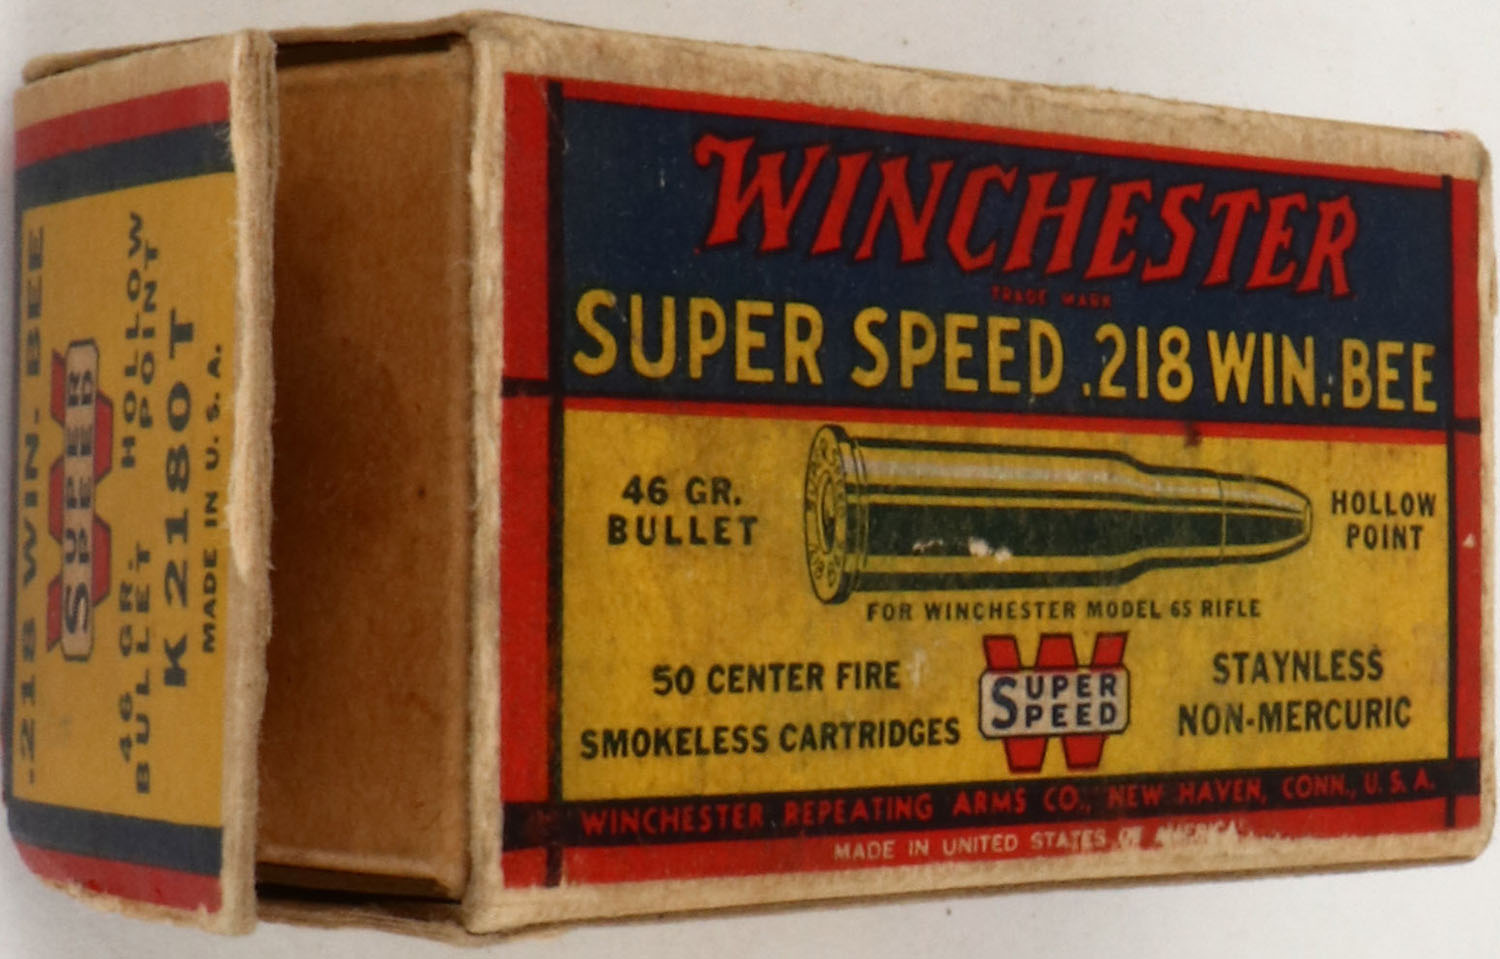 WINCHESTER
TRADE MARK
SUPER SPEED .218 WIN. BEE
46 GR.
BULLET
HOLLOW
POINT
FOR WINCHESTER MODEL 65 RIFLE
50 CENTER FIRE
SMOKELESS CARTRIDGES
SUPER
SPEED
STAYNLESS
NON-MERCURIC
WINCHESTER REPEATING ARMS CO., NEW HAVEN, CONN., U.S.A.
MADE IN UNITED STATES OF AMERICA
.218 WIN. BEE
SUPER
SPEED
46 GR. HOLLOW
BULLET POINT
K 2180 T
MADE IN U.S.A.